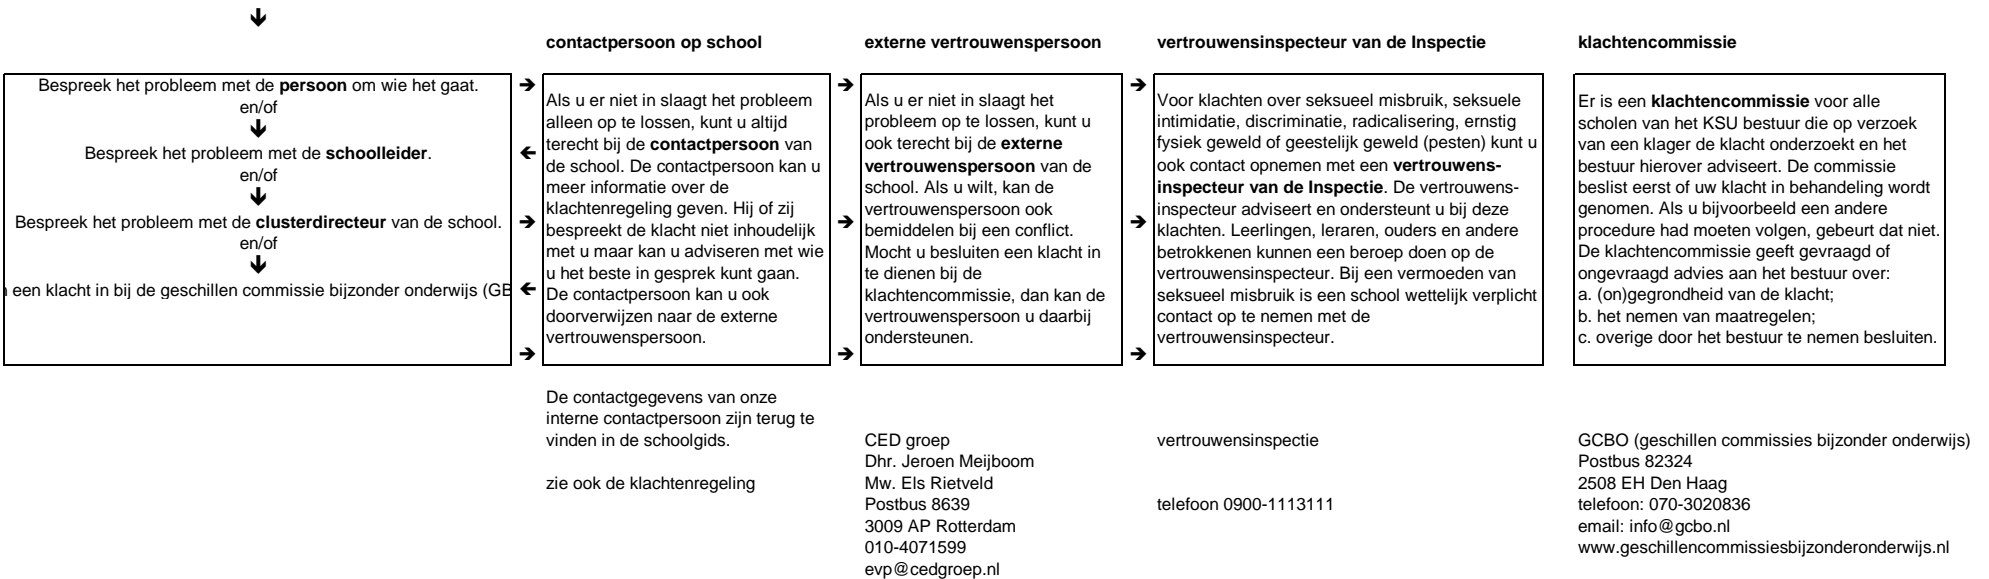 contactpersoon op school
externe vertrouwenspersoon
vertrouwensinspecteur van de Inspectie
klachtencommissie
Bespreek het probleem met de persoon om wie het gaat.
en/of
Bespreek het probleem met de schoolleider.
en/of
Bespreek het probleem met de clusterdirecteur van de school.
en/of
een klacht in bij de geschillen commissie bijzonder onderwijs (GB
Als u er niet in slaagt het probleem
alleen op te lossen, kunt u altijd
terecht bij de contactpersoon van
de school. De contactpersoon kan u
meer informatie over de
klachtenregeling geven. Hij of zij
bespreekt de klacht niet inhoudelijk
met u maar kan u adviseren met wie
u het beste in gesprek kunt gaan.
De contactpersoon kan u ook
doorverwijzen naar de externe
vertrouwenspersoon.
Als u er niet in slaagt het
probleem op te lossen, kunt u
ook terecht bij de externe
vertrouwenspersoon van de
school. Als u wilt, kan de
vertrouwenspersoon ook
bemiddelen bij een conflict.
Mocht u besluiten een klacht in
te dienen bij de
klachtencommissie, dan kan de
vertrouwenspersoon u daarbij
ondersteunen.
Voor klachten over seksueel misbruik, seksuele
intimidatie, discriminatie, radicalisering, ernstig
fysiek geweld of geestelijk geweld (pesten) kunt u
ook contact opnemen met een vertrouwens-
inspecteur van de Inspectie. De vertrouwens-
inspecteur adviseert en ondersteunt u bij deze
klachten. Leerlingen, leraren, ouders en andere
betrokkenen kunnen een beroep doen op de
vertrouwensinspecteur. Bij een vermoeden van
seksueel misbruik is een school wettelijk verplicht
contact op te nemen met de
vertrouwensinspecteur.
Er is een klachtencommissie voor alle
scholen van het KSU bestuur die op verzoek
van een klager de klacht onderzoekt en het
bestuur hierover adviseert. De commissie
beslist eerst of uw klacht in behandeling wordt
genomen. Als u bijvoorbeeld een andere
procedure had moeten volgen, gebeurt dat niet.
De klachtencommissie geeft gevraagd of
ongevraagd advies aan het bestuur over:
a. (on)gegrondheid van de klacht;
b. het nemen van maatregelen;
c. overige door het bestuur te nemen besluiten.
De contactgegevens van onze
interne contactpersoon zijn terug te
vinden in de schoolgids.
zie ook de klachtenregeling
CED groep
Dhr. Jeroen Meijboom
Mw. Els Rietveld
Postbus 8639
3009 AP Rotterdam
010-4071599
evp@cedgroep.nl
vertrouwensinspectie
telefoon 0900-1113111
GCBO (geschillen commissies bijzonder onderwijs)
Postbus 82324
2508 EH Den Haag
telefoon: 070-3020836
email: info@gcbo.nl
www.geschillencommissiesbijzonderonderwijs.nl